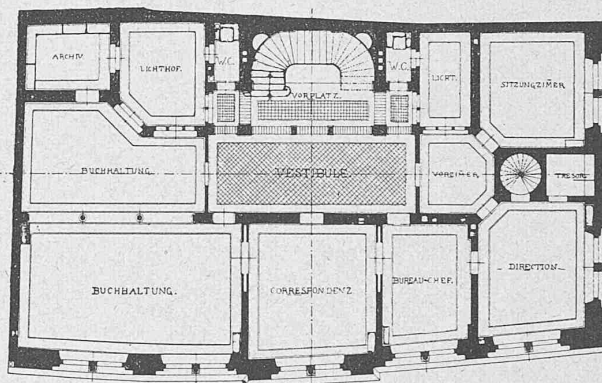 ARCHIV
LICHTHOF.
W.C.
VORPLATZ.
W.C.
LICHT.
SITZUNGZIMER
BUCHHALTUNG.
VESTIBULE.
VORZIMER
TRESOR
BUCHHALTUNG.
CORRESPONDENZ
BUREAU-CHEF.
DIRECTION